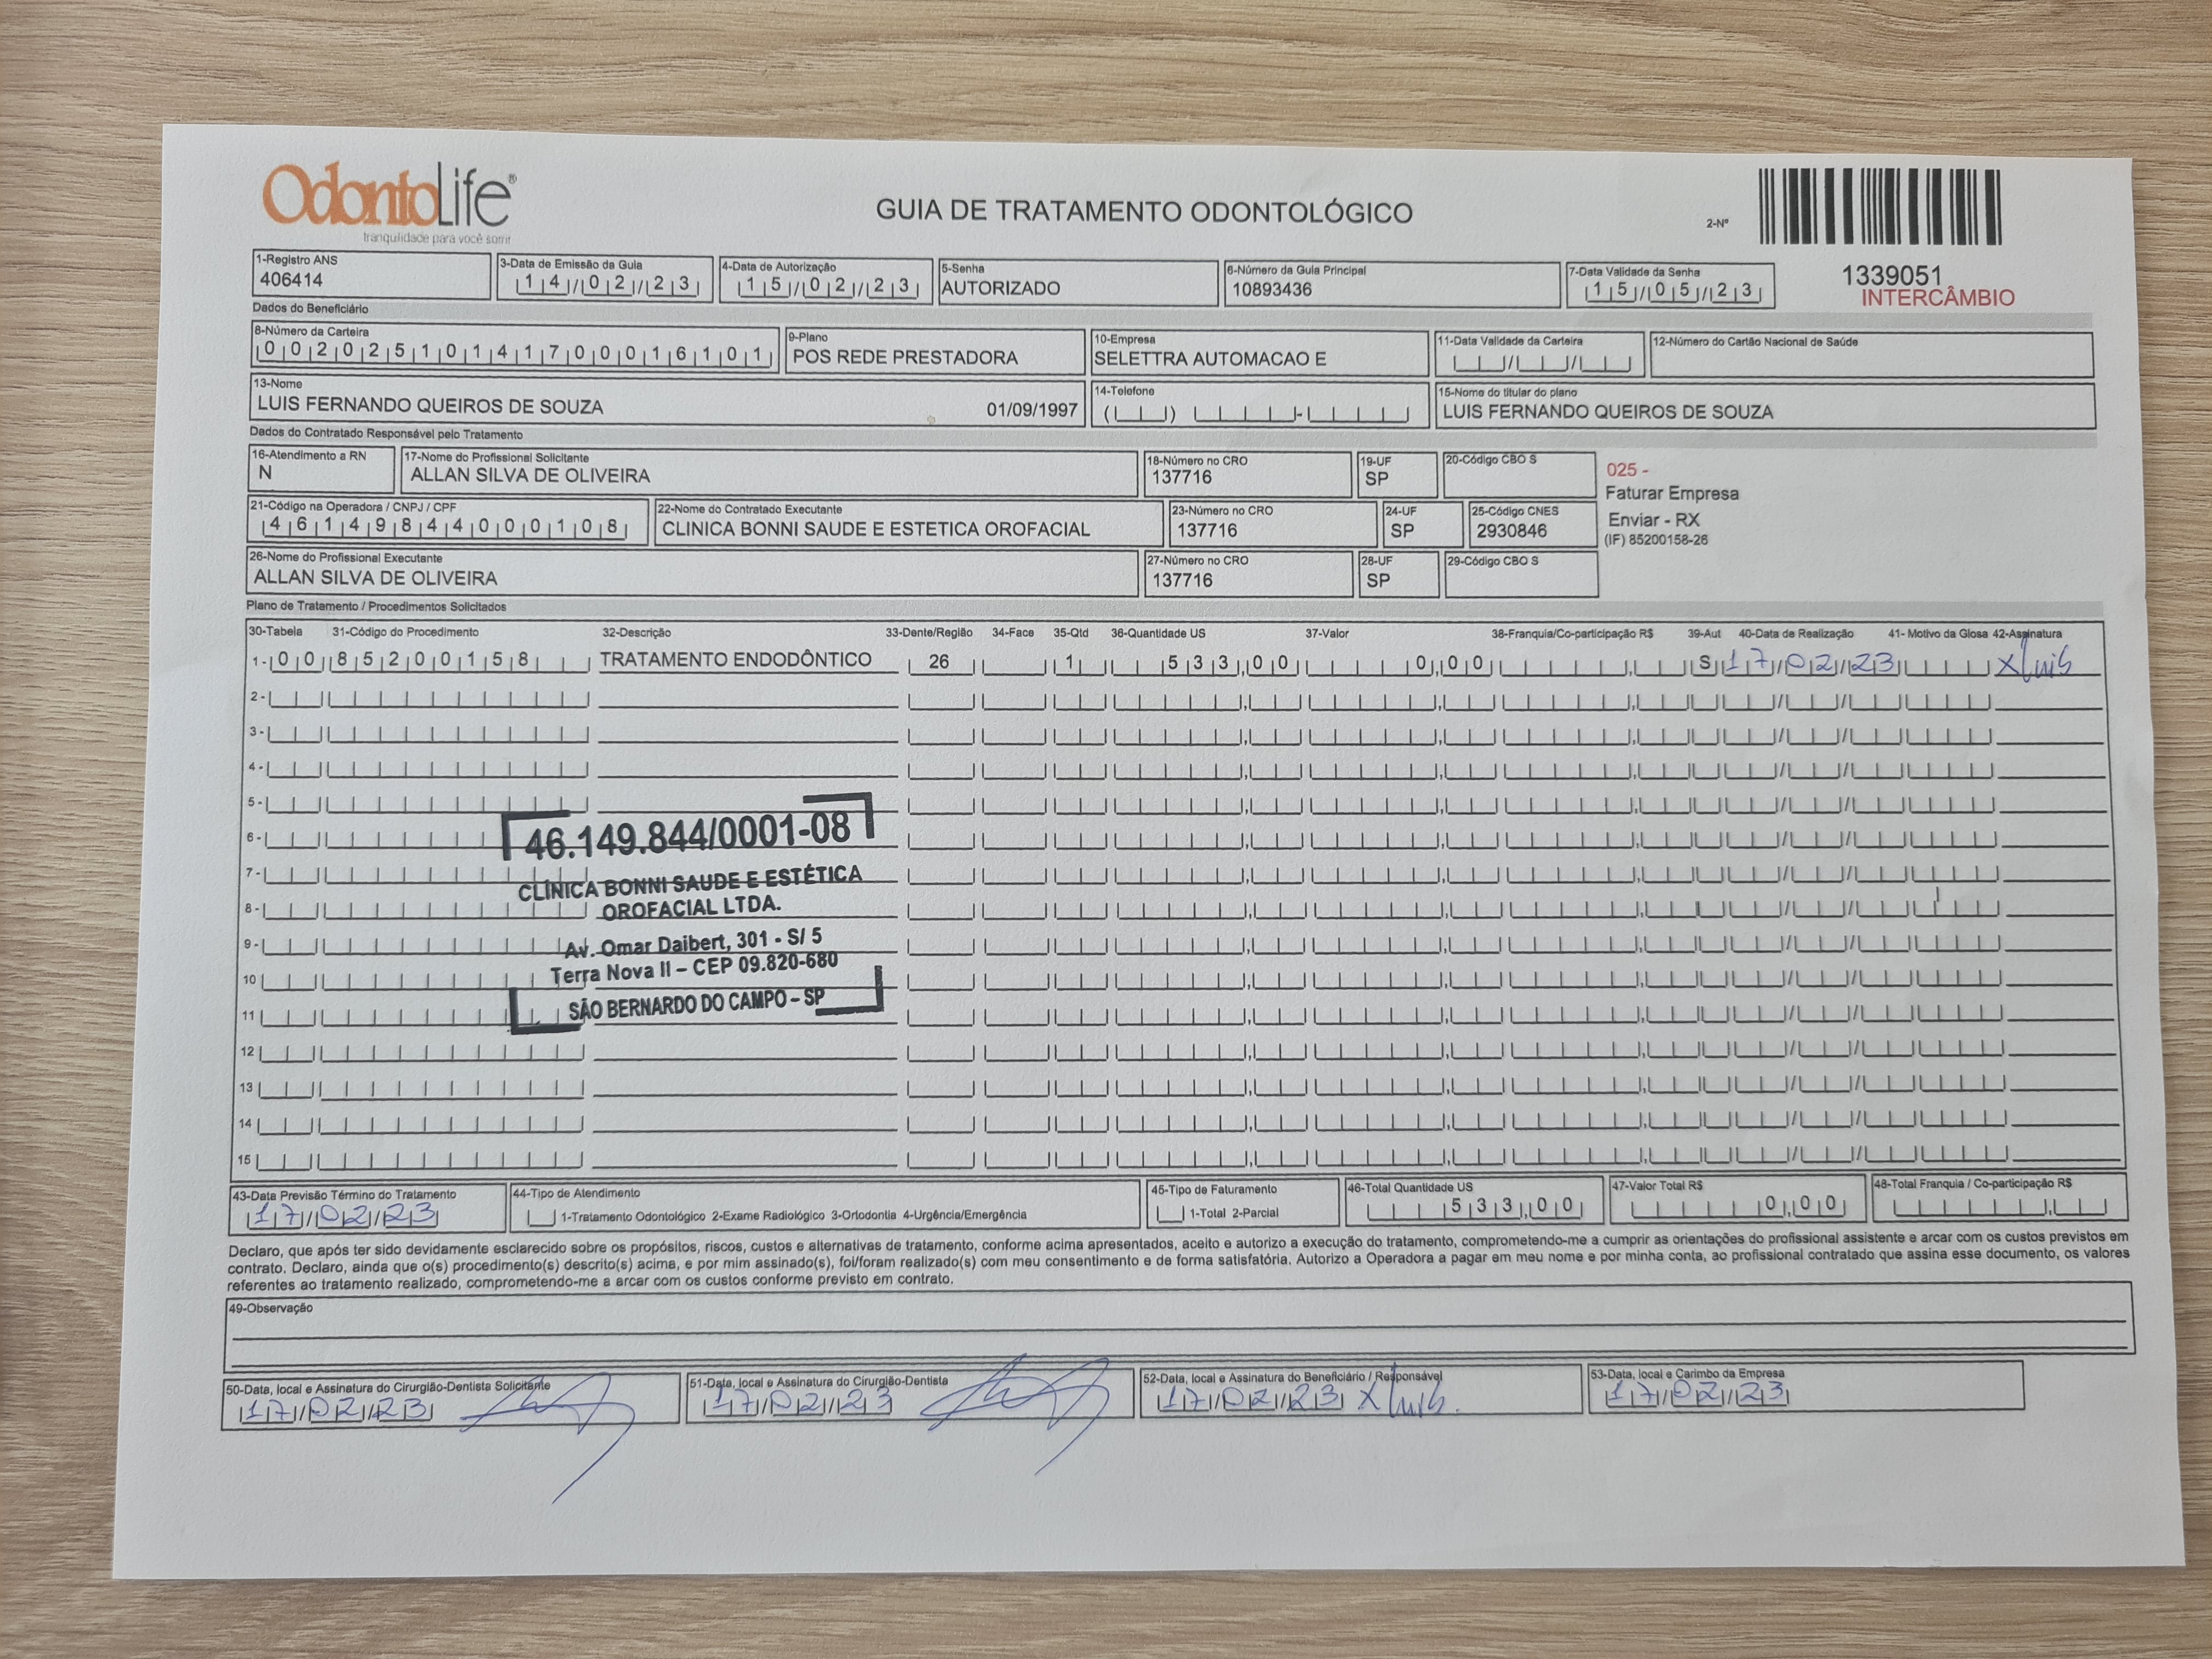 OdontoLife®
tranquilidade para você sorrir
GUIA DE TRATAMENTO ODONTOLÓGICO
2-Nº
1339051
INTERCÂMBIO
1-Registro ANS
406414
3-Data de Emissão da Guia
14/02/23
4-Data de Autorização
15/02/23
5-Senha
AUTORIZADO
6-Número da Guia Principal
10893436
7-Data Validade da Senha
15/05/23
Dados do Beneficiário
8-Número da Carteira
00202510141700016101
9-Plano
POS REDE PRESTADORA
10-Empresa
SELETTRA AUTOMACAO E
11-Data Validade da Carteira
12-Número do Cartão Nacional de Saúde
13-Nome
LUIS FERNANDO QUEIROS DE SOUZA 01/09/1997
14-Telefone
15-Nome do titular do plano
LUIS FERNANDO QUEIROS DE SOUZA
Dados do Contratado Responsável pelo Tratamento
16-Atendimento a RN
N
17-Nome do Profissional Solicitante
ALLAN SILVA DE OLIVEIRA
18-Número no CRO
137716
19-UF
SP
20-Código CBO S
025 -
Faturar Empresa
Enviar - RX
(IF) 85200158-26
21-Código na Operadora / CNPJ / CPF
46149844000108
22-Nome do Contratado Executante
CLINICA BONNI SAUDE E ESTETICA OROFACIAL
23-Número no CRO
137716
24-UF
SP
25-Código CNES
2930846
26-Nome do Profissional Executante
ALLAN SILVA DE OLIVEIRA
27-Número no CRO
137716
28-UF
SP
29-Código CBO S
Plano de Tratamento / Procedimentos Solicitados
30-Tabela 31-Código do Procedimento 32-Descrição 33-Dente/Região 34-Face 35-Qtd 36-Quantidade US 37-Valor 38-Franquia/Co-participação R$ 39-Aut 40-Data de Realização 41- Motivo da Glosa 42-Assinatura
1- 00 85200158 TRATAMENTO ENDODÔNTICO 26 1 533,00 0,00 S 17/02/23 x Luis
2-
3-
4-
5-
6-
7-
8-
9-
10
11
12
13
14
15
46.149.844/0001-08
CLÍNICA BONNI SAUDE E ESTÉTICA
OROFACIAL LTDA.
Av. Omar Daibert, 301 - S/ 5
Terra Nova II – CEP 09.820-680
SÃO BERNARDO DO CAMPO – SP
43-Data Previsão Término do Tratamento
17/02/23
44-Tipo de Atendimento
1-Tratamento Odontológico 2-Exame Radiológico 3-Ortodontia 4-Urgência/Emergência
45-Tipo de Faturamento
1-Total 2-Parcial
46-Total Quantidade US
533,00
47-Valor Total R$
0,00
48-Total Franquia / Co-participação R$
Declaro, que após ter sido devidamente esclarecido sobre os propósitos, riscos, custos e alternativas de tratamento, conforme acima apresentados, aceito e autorizo a execução do tratamento, comprometendo-me a cumprir as orientações do profissional assistente e arcar com os custos previstos em
contrato. Declaro, ainda que o(s) procedimento(s) descrito(s) acima, e por mim assinado(s), foi/foram realizado(s) com meu consentimento e de forma satisfatória. Autorizo a Operadora a pagar em meu nome e por minha conta, ao profissional contratado que assina esse documento, os valores
referentes ao tratamento realizado, comprometendo-me a arcar com os custos conforme previsto em contrato.
49-Observação
50-Data, local e Assinatura do Cirurgião-Dentista Solicitante
17/02/23
51-Data, local e Assinatura do Cirurgião-Dentista
17/02/23
52-Data, local e Assinatura do Beneficiário / Responsável
17/02/23 x Luis.
53-Data, local e Carimbo da Empresa
17/02/23